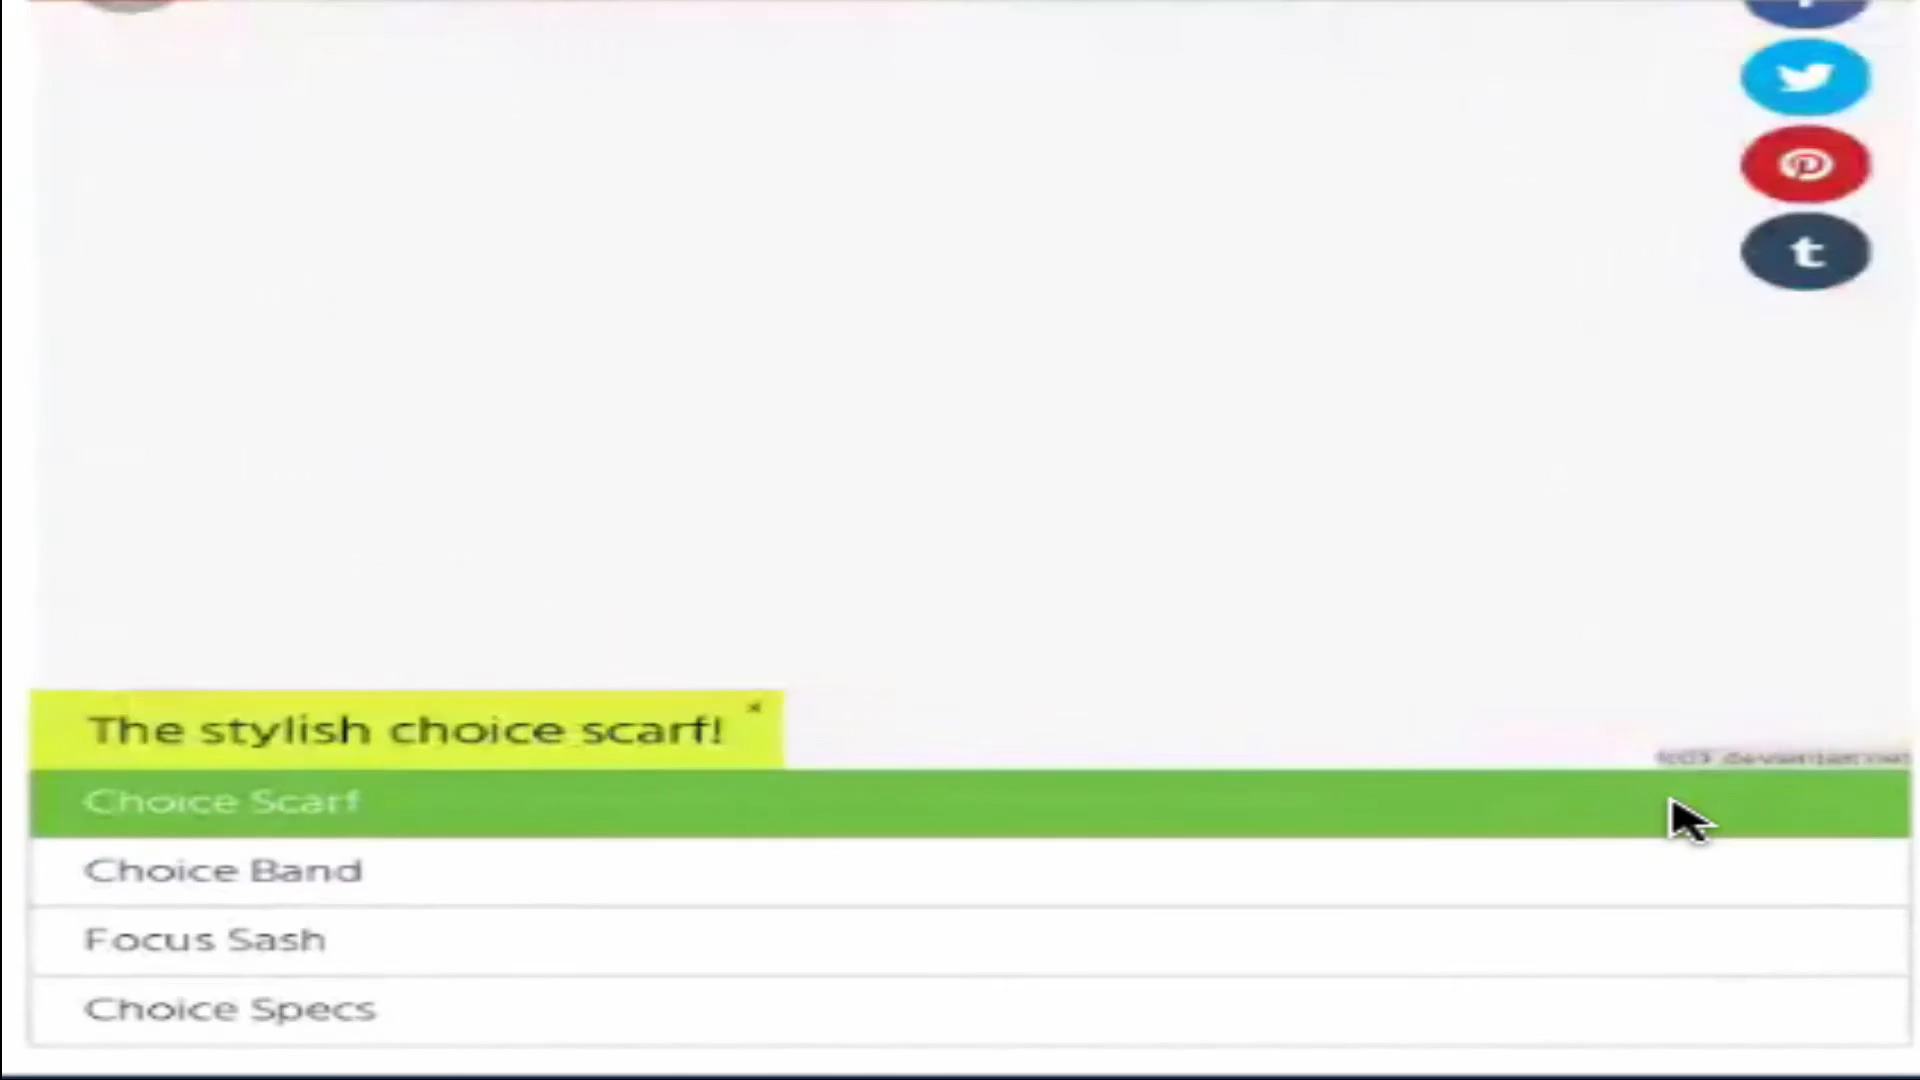 The stylish choice scarf!
Choice Scarf
Choice Band
Focus Sash
Choice Specs